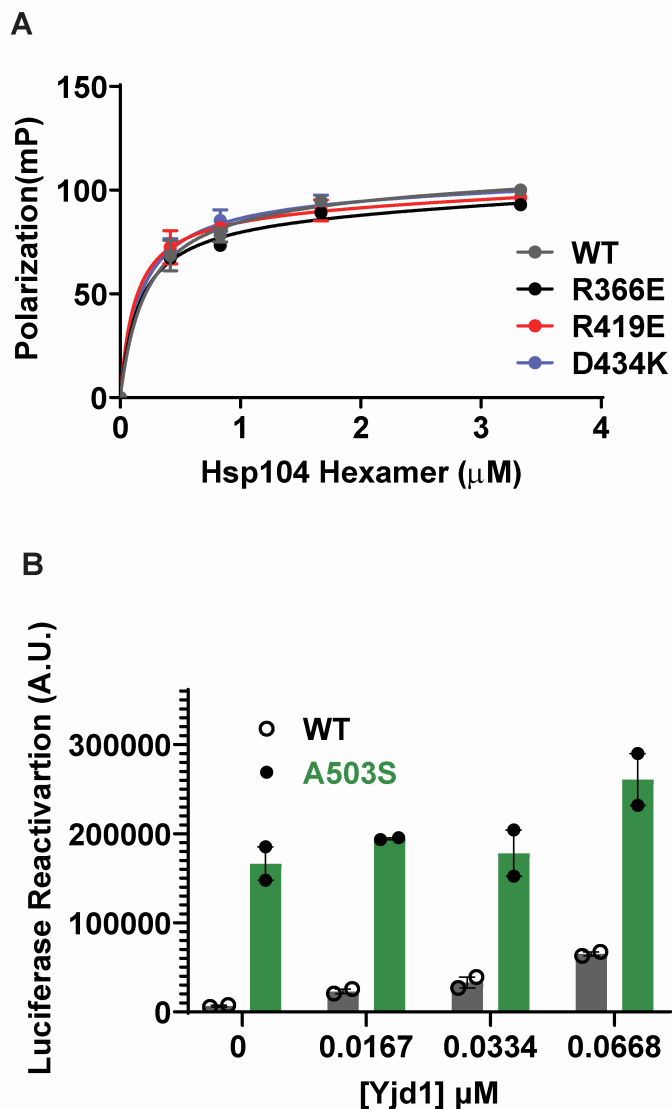 A
Polarization(mP)
150
100
50
0
0 1 2 3 4
Hsp104 Hexamer (μM)
WT
R366E
R419E
D434K
B
Luciferase Reactivartion (A.U.)
300000
200000
100000
0
WT
A503S
0 0.0167 0.0334 0.0668
[Yjd1] μM